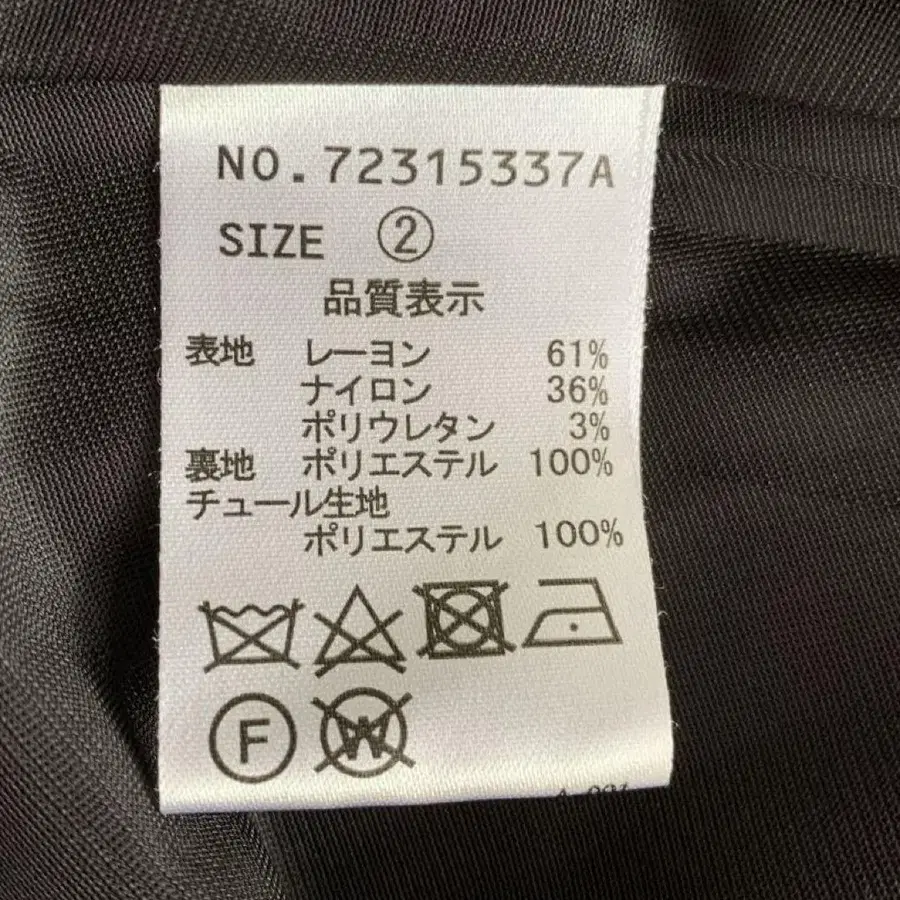 NO.72315337A
SIZE ②
品質表示
表地 レーヨン 61%
ナイロン 36%
ポリウレタン 3%
裏地 ポリエステル 100%
チュール生地
ポリエステル 100%
F W